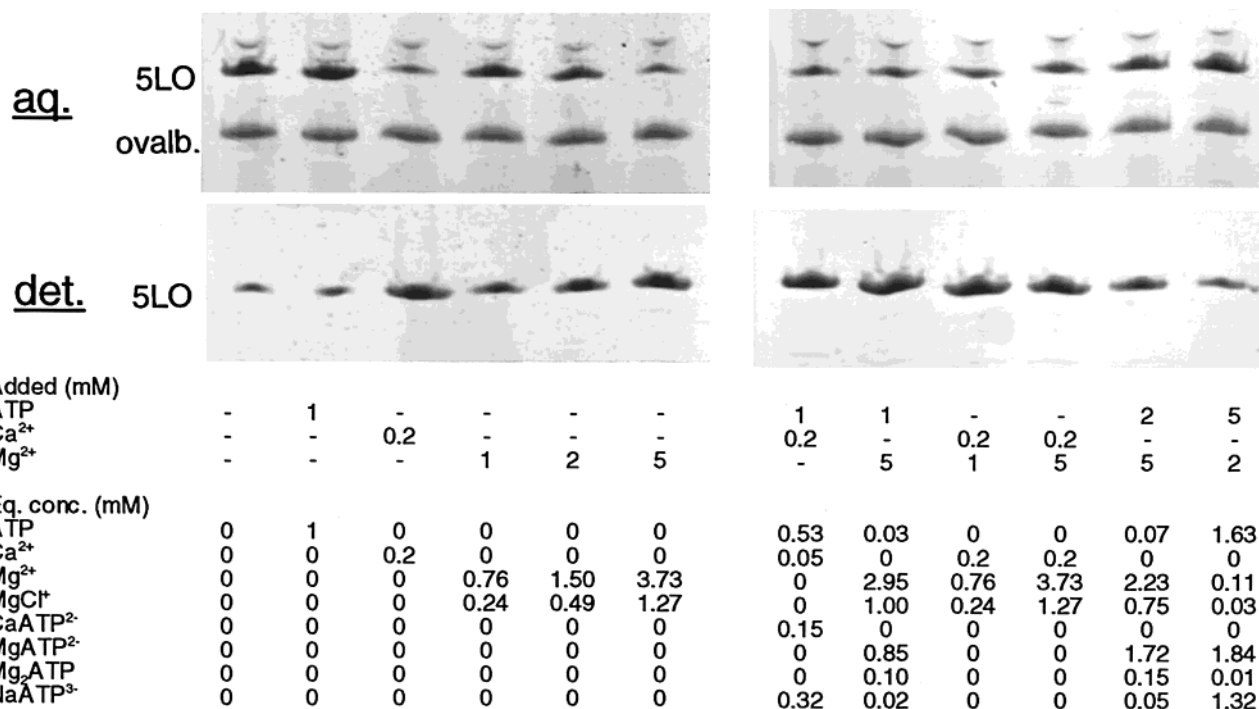 aq.
5LO
ovalb.
det.
5LO
Added (mM)
ATP - 1 - - - - 1 1 - - 2 5
Ca²⁺ - - 0.2 - - - 0.2 - 0.2 0.2 - -
Mg²⁺ - - - 1 2 5 - 5 1 5 5 2
Eq. conc. (mM)
ATP 0 1 0 0 0 0 0.53 0.03 0 0 0.07 1.63
Ca²⁺ 0 0 0.2 0 0 0 0.05 0 0.2 0.2 0 0
Mg²⁺ 0 0 0 0.76 1.50 3.73 0 2.95 0.76 3.73 2.23 0.11
MgCl⁺ 0 0 0 0.24 0.49 1.27 0 1.00 0.24 1.27 0.75 0.03
CaATP²⁻ 0 0 0 0 0 0 0.15 0 0 0 0 0
MgATP²⁻ 0 0 0 0 0 0 0 0.85 0 0 1.72 1.84
Mg₂ATP 0 0 0 0 0 0 0 0.10 0 0 0.15 0.01
NaATP³⁻ 0 0 0 0 0 0 0.32 0.02 0 0 0.05 1.32